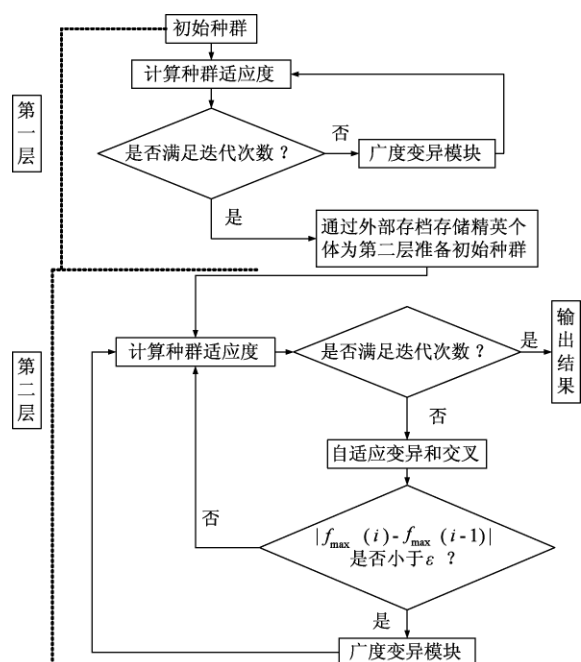 初始种群
计算种群适应度
第一层
是否满足迭代次数？
否
广度变异模块
是
通过外部存档存储精英个
体为第二层准备初始种群
第二层
计算种群适应度
是否满足迭代次数？
是
输出结果
否
自适应变异和交叉
否
|f_max (i)-f_max (i-1)|
是否小于ε ？
是
广度变异模块